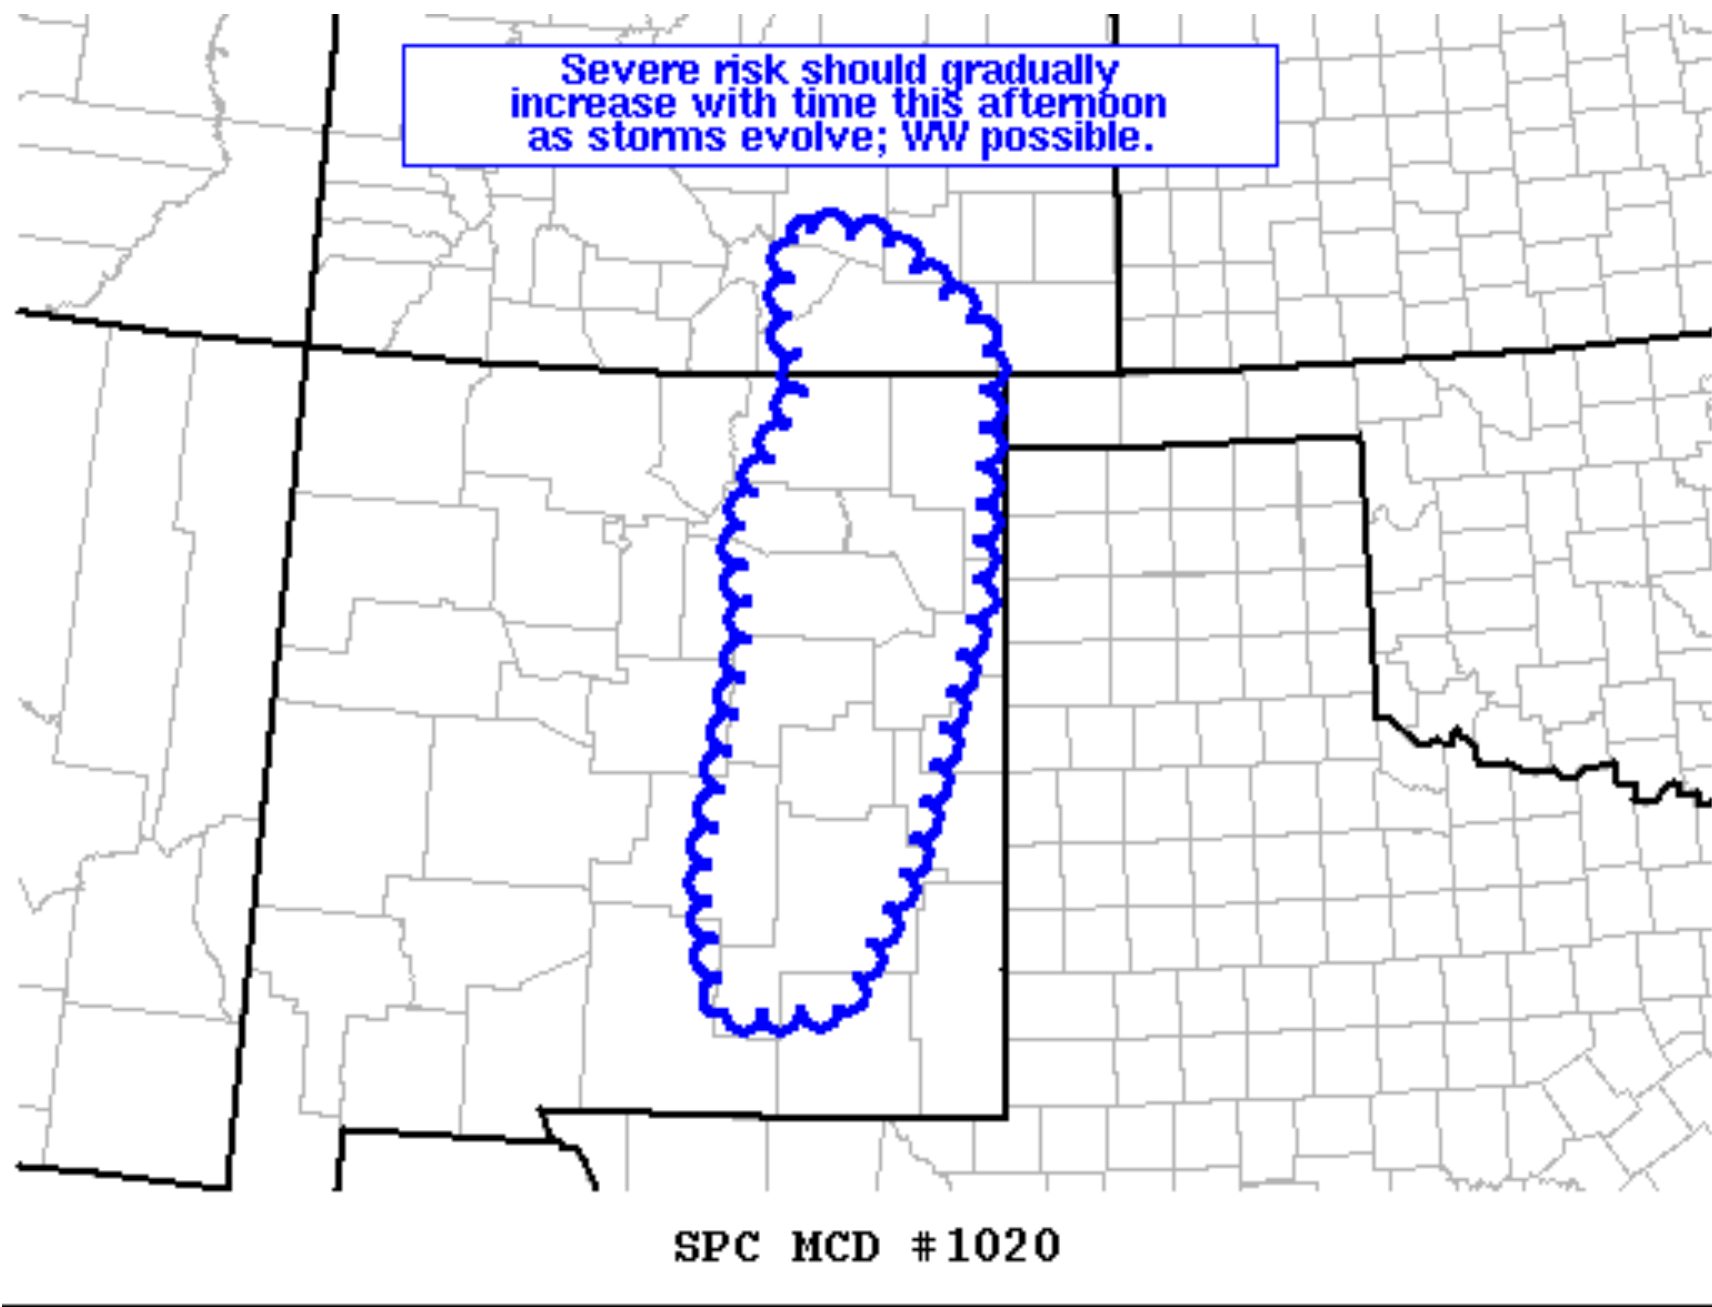 Severe risk should gradually
increase with time this afternoon
as storms evolve; WW possible.
SPC MCD #1020